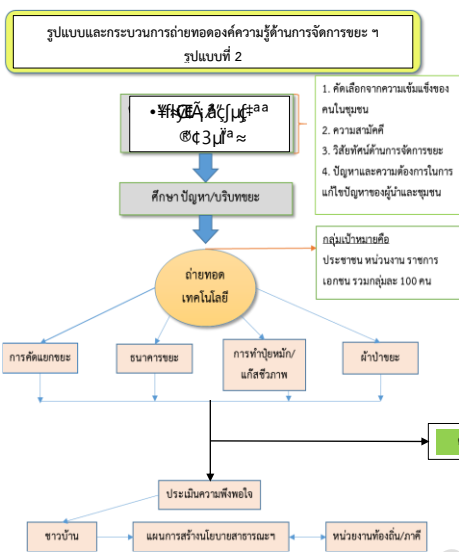 รูปแบบและกระบวนการถ่ายทอดองค์ความรู้ด้านการจัดการขยะ ฯ
รูปแบบที่ 2
1. คัดเลือกจากความเข้มแข็งของ
คนในชุมชน
2. ความสามัคคี
3. วิสัยทัศน์ด้านการจัดการขยะ
4. ปัญหาและความต้องการในการ
แก้ไขปัญหาของผู้นำและชุมชน
ศึกษา ปัญหา/บริบทขยะ
กลุ่มเป้าหมายคือ
ประชาชน หน่วยงาน ราชการ
เอกชน รวมกลุ่มละ 100 คน
ถ่ายทอด
เทคโนโลยี
การคัดแยกขยะ
ธนาคารขยะ
การทำปุ๋ยหมัก/
แก๊สชีวภาพ
ผ้าป่าขยะ
ประเมินความพึงพอใจ
ชาวบ้าน
แผนการสร้างนโยบายสาธารณะฯ
หน่วยงานท้องถิ่น/ภาคี